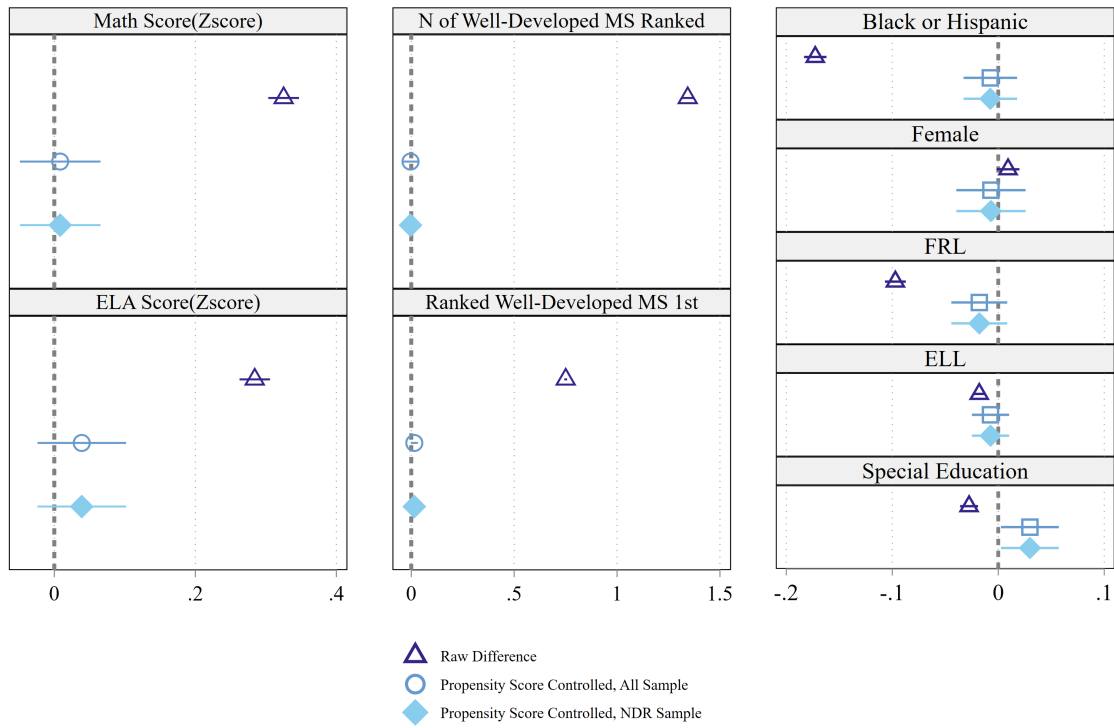 Math Score(Zscore)
ELA Score(Zscore)
0 .2 .4
N of Well-Developed MS Ranked
Ranked Well-Developed MS 1st
0 .5 1 1.5
Black or Hispanic
Female
FRL
ELL
Special Education
-.2 -.1 0 .1
Raw Difference
Propensity Score Controlled, All Sample
Propensity Score Controlled, NDR Sample